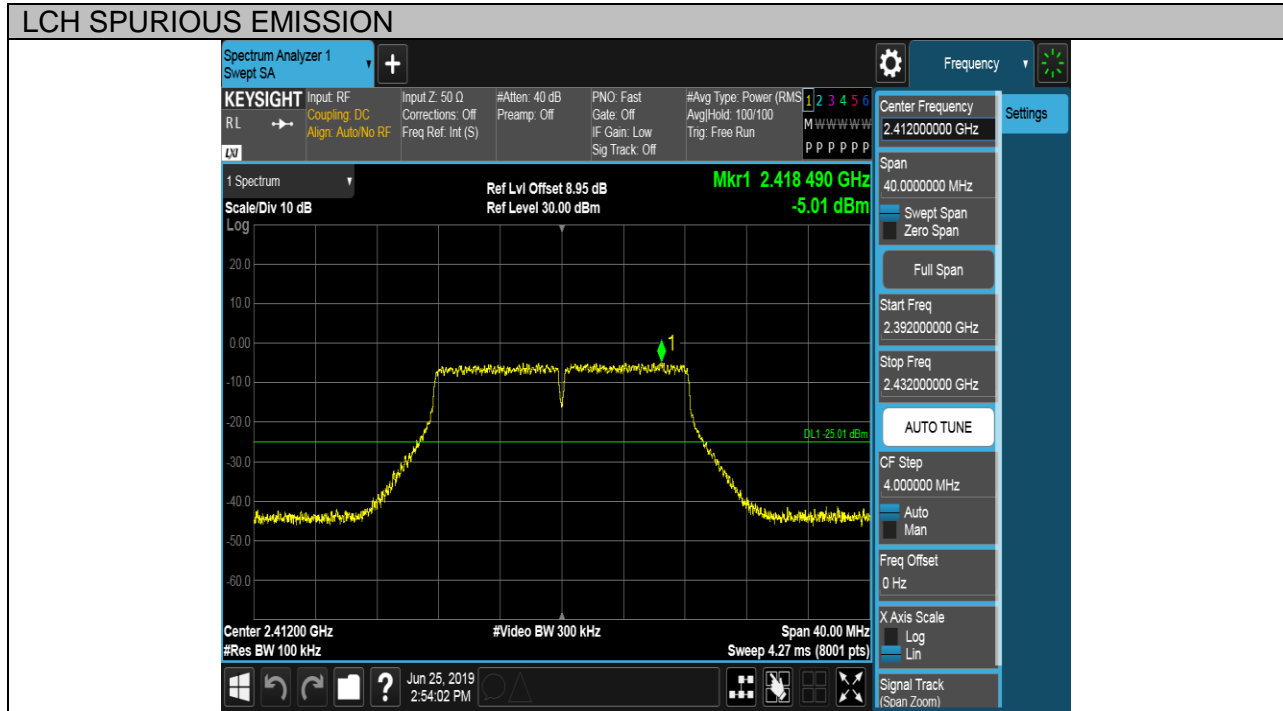 LCH SPURIOUS EMISSION
Spectrum Analyzer 1
Swept SA
+
Frequency
KEYSIGHT
RL
LXI
Input: RF
Coupling: DC
Align: Auto/No RF
Input Z: 50 Ω
Corrections: Off
Freq Ref: Int (S)
#Atten: 40 dB
Preamp: Off
PNO: Fast
Gate: Off
IF Gain: Low
Sig Track: Off
#Avg Type: Power (RMS
Avg|Hold: 100/100
Trig: Free Run
1 2 3 4 5 6
M W W W W W
P P P P P P
1 Spectrum
Scale/Div 10 dB
Ref Lvl Offset 8.95 dB
Ref Level 30.00 dBm
Mkr1 2.418 490 GHz
-5.01 dBm
Log
20.0
10.0
0.00
-10.0
-20.0
-30.0
-40.0
-50.0
-60.0
1
DL1 -25.01 dBm
Center 2.41200 GHz
#Res BW 100 kHz
#Video BW 300 kHz
Span 40.00 MHz
Sweep 4.27 ms (8001 pts)
Center Frequency
2.412000000 GHz
Settings
Span
40.0000000 MHz
Swept Span
Zero Span
Full Span
Start Freq
2.392000000 GHz
Stop Freq
2.432000000 GHz
AUTO TUNE
CF Step
4.000000 MHz
Auto
Man
Freq Offset
0 Hz
X Axis Scale
Log
Lin
Signal Track
(Span Zoom)
?
Jun 25, 2019
2:54:02 PM